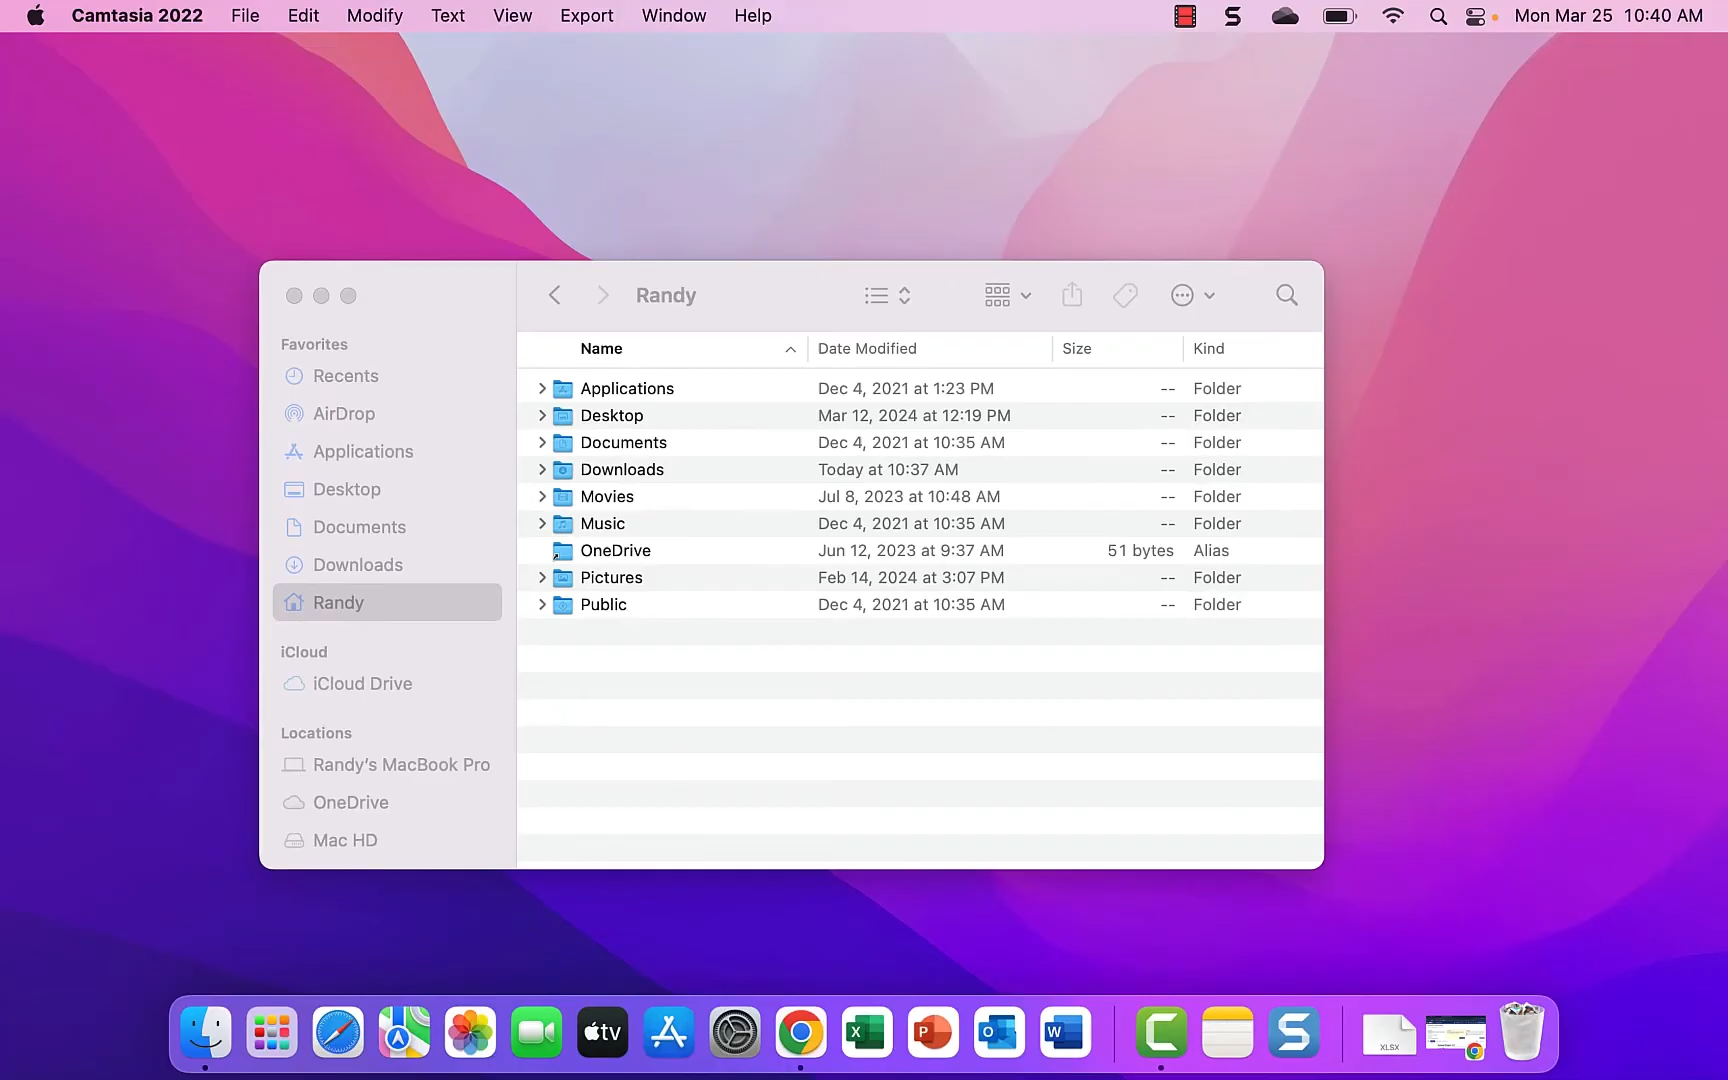 Camtasia 2022 File Edit Modify Text View Export Window Help Mon Mar 25 10:40 AM
Randy
Favorites
Recents
AirDrop
Applications
Desktop
Documents
Downloads
Randy
iCloud
iCloud Drive
Locations
Randy's MacBook Pro
OneDrive
Mac HD
Name Date Modified Size Kind
Applications Dec 4, 2021 at 1:23 PM -- Folder
Desktop Mar 12, 2024 at 12:19 PM -- Folder
Documents Dec 4, 2021 at 10:35 AM -- Folder
Downloads Today at 10:37 AM -- Folder
Movies Jul 8, 2023 at 10:48 AM -- Folder
Music Dec 4, 2021 at 10:35 AM -- Folder
OneDrive Jun 12, 2023 at 9:37 AM 51 bytes Alias
Pictures Feb 14, 2024 at 3:07 PM -- Folder
Public Dec 4, 2021 at 10:35 AM -- Folder
tv X P O W C S XLSX